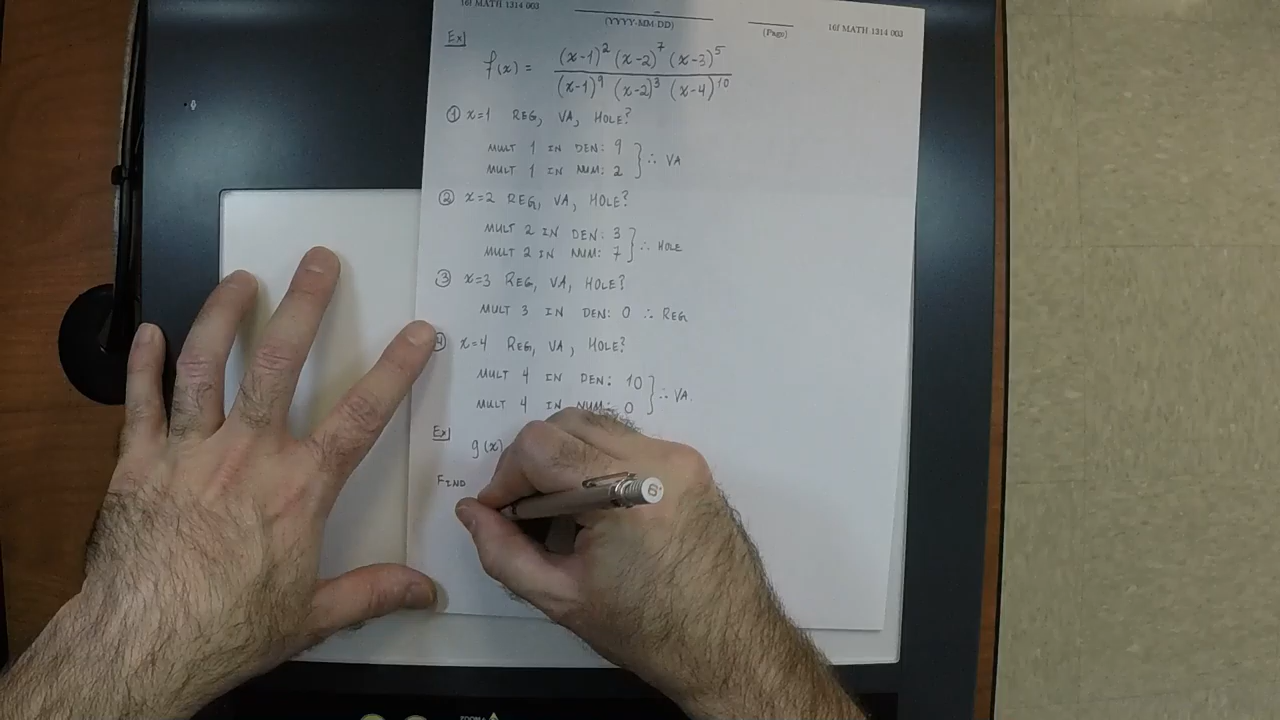 16f MATH 1314 003
(YYYY-MM-DD)
(Page)
16f MATH 1314 003
Ex
f(x) = (x-1)² (x-2)⁷ (x-3)⁵
(x-1)⁹ (x-2)³ (x-4)¹⁰
① x=1 REG, VA, HOLE?
MULT 1 IN DEN: 9
MULT 1 IN NUM: 2 } ∴ VA
② x=2 REG, VA, HOLE?
MULT 2 IN DEN: 3
MULT 2 IN NUM: 7 } ∴ HOLE
③ x=3 REG, VA, HOLE?
MULT 3 IN DEN: 0 ∴ REG
④ x=4 REG, VA, HOLE?
MULT 4 IN DEN: 10
MULT 4 IN NUM: 0 } ∴ VA
Ex
g(x)
FIND